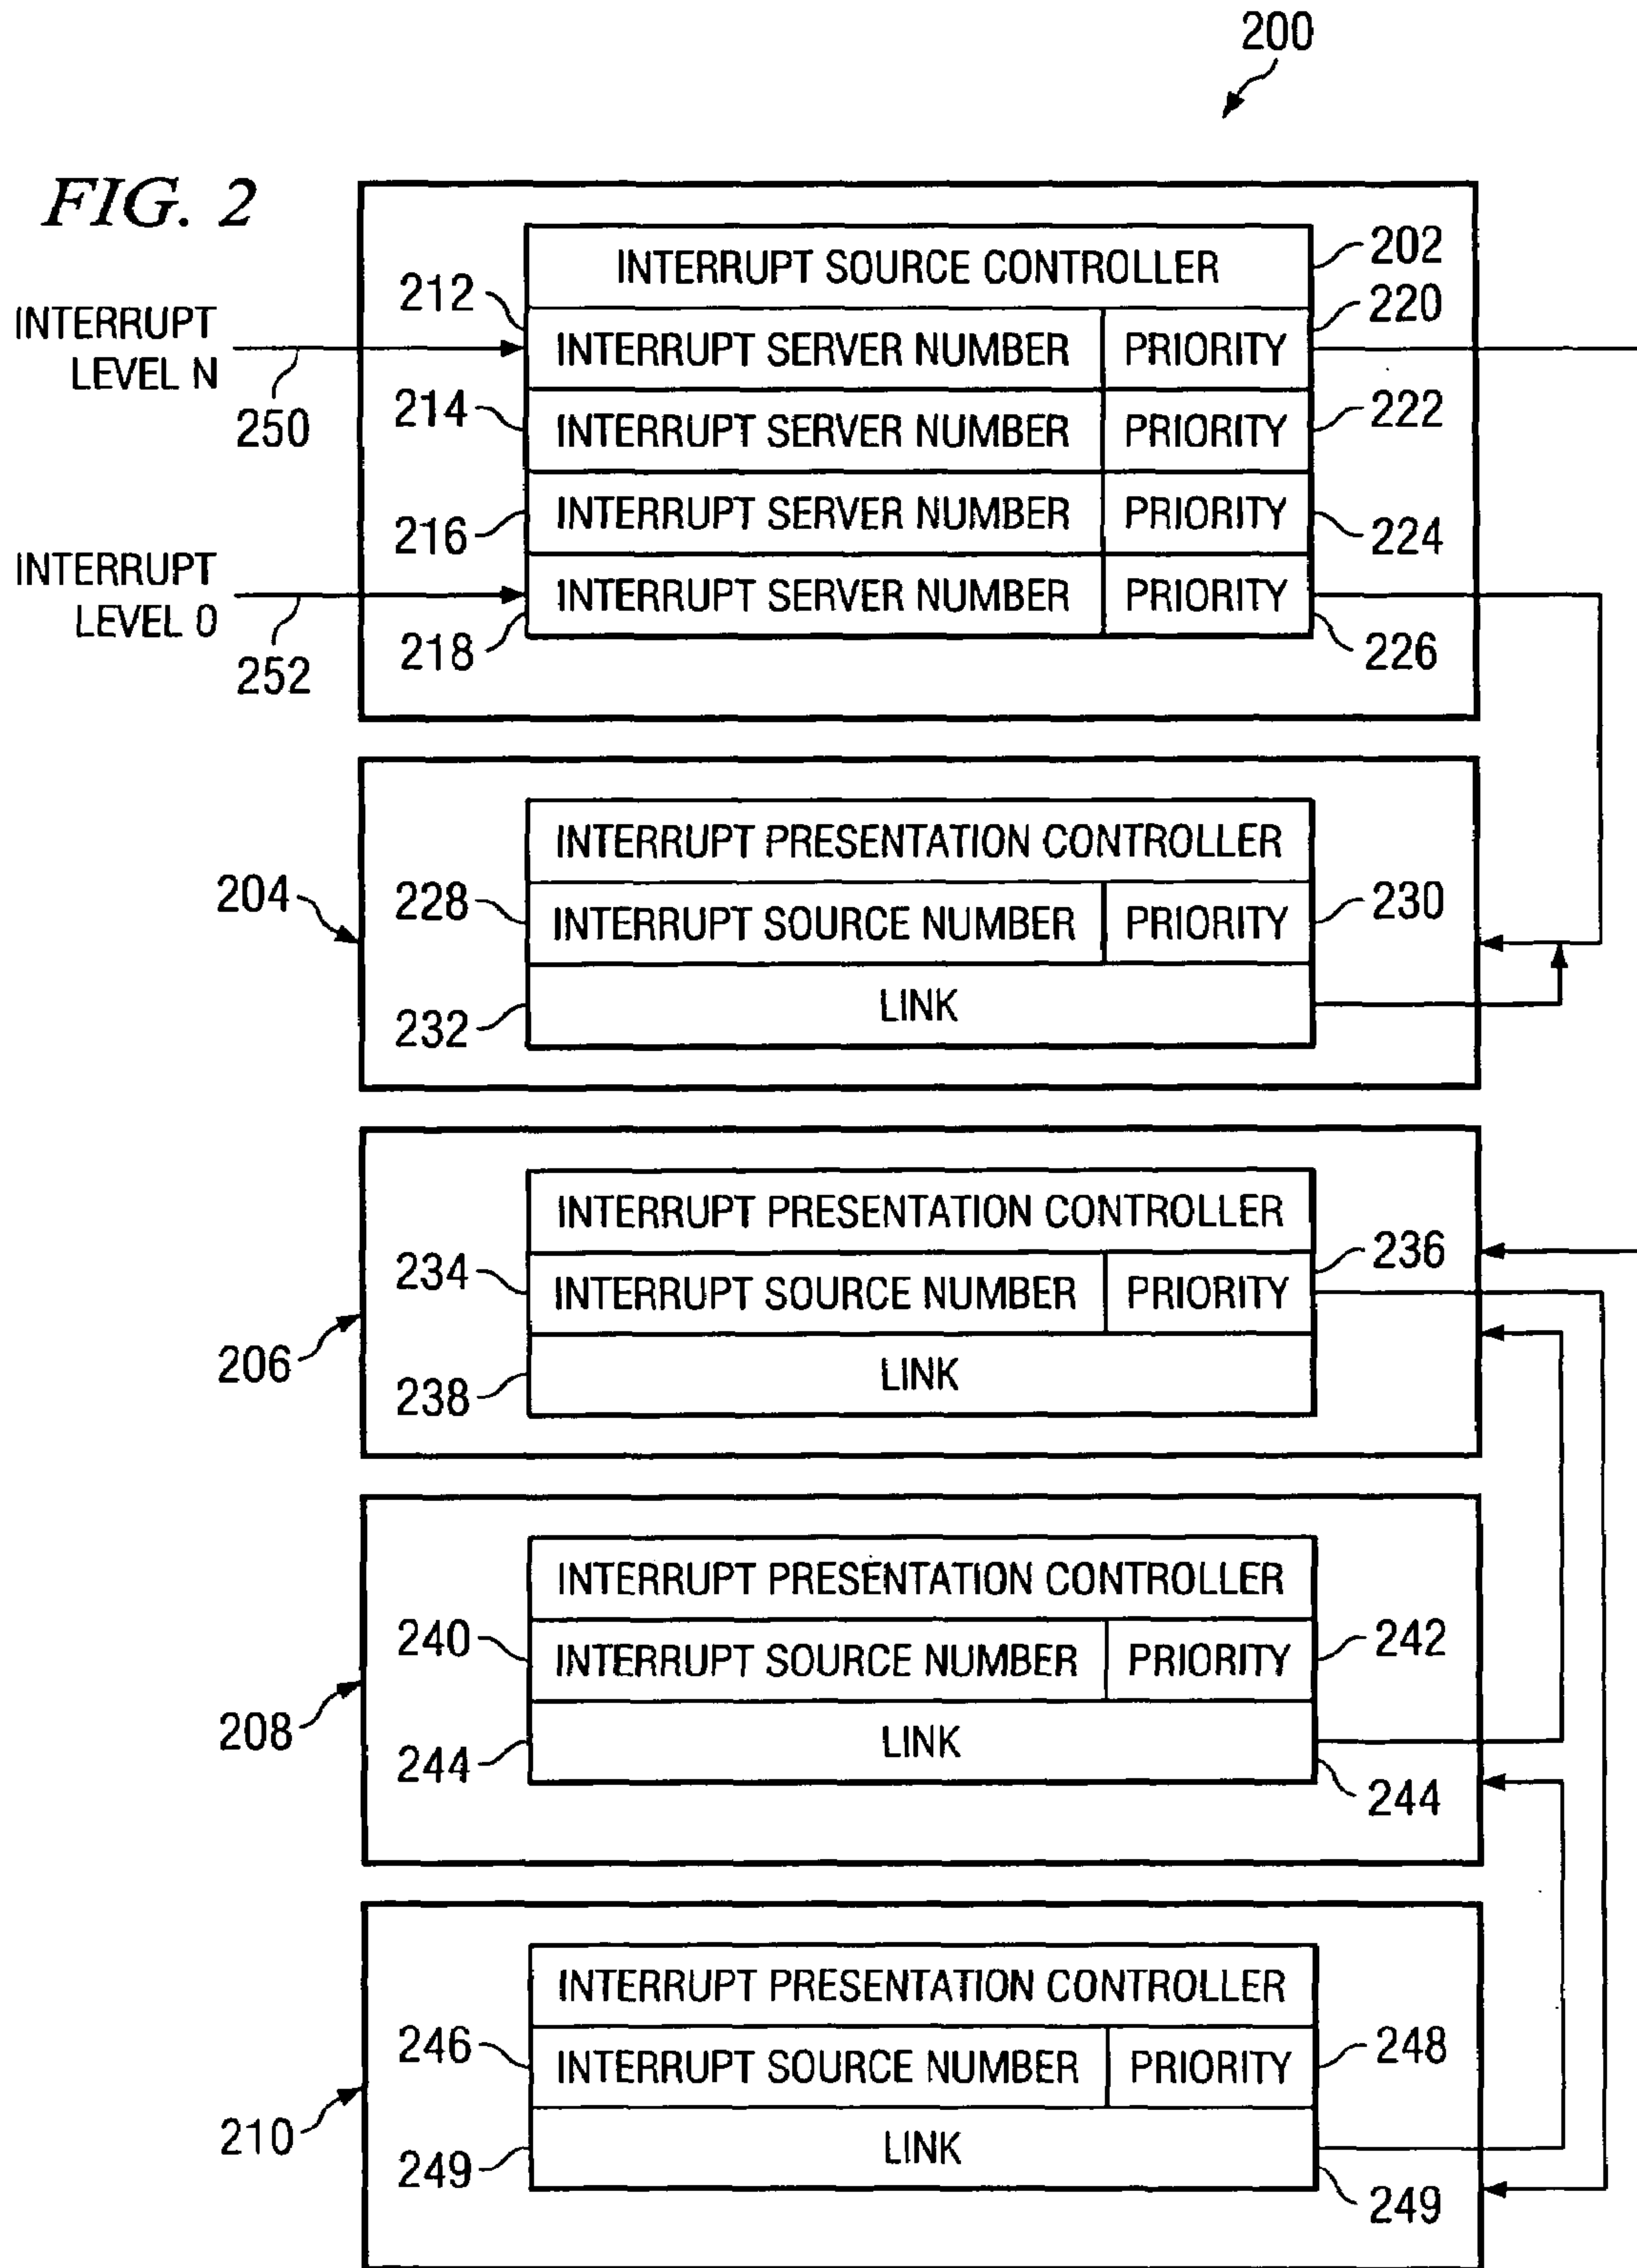 200
FIG. 2
INTERRUPT SOURCE CONTROLLER
202
INTERRUPT
LEVEL N
250
212
INTERRUPT SERVER NUMBER
PRIORITY
220
214
INTERRUPT SERVER NUMBER
PRIORITY
222
216
INTERRUPT SERVER NUMBER
PRIORITY
224
INTERRUPT
LEVEL 0
252
218
INTERRUPT SERVER NUMBER
PRIORITY
226
204
INTERRUPT PRESENTATION CONTROLLER
228
INTERRUPT SOURCE NUMBER
PRIORITY
230
232
LINK
206
INTERRUPT PRESENTATION CONTROLLER
234
INTERRUPT SOURCE NUMBER
PRIORITY
236
238
LINK
208
INTERRUPT PRESENTATION CONTROLLER
240
INTERRUPT SOURCE NUMBER
PRIORITY
242
244
LINK
244
210
INTERRUPT PRESENTATION CONTROLLER
246
INTERRUPT SOURCE NUMBER
PRIORITY
248
249
LINK
249